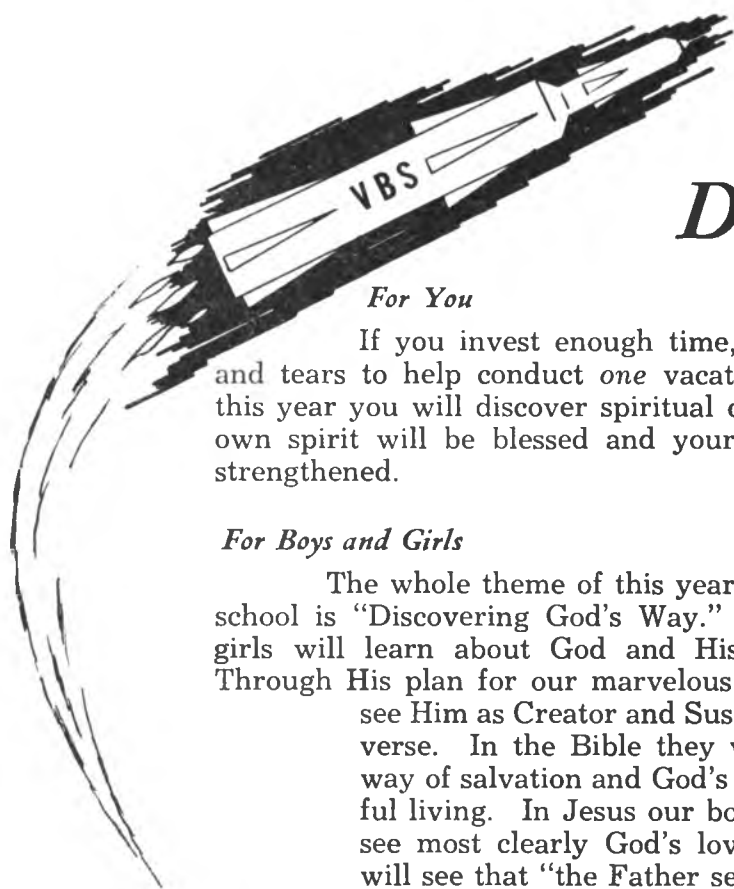 VBS
D
For You
If you invest enough time,
and tears to help conduct one vacat
this year you will discover spiritual
own spirit will be blessed and your
strengthened.
For Boys and Girls
The whole theme of this year
school is “Discovering God’s Way.”
girls will learn about God and His
Through His plan for our marvelous
see Him as Creator and Sus
verse. In the Bible they
way of salvation and God’s
ful living. In Jesus our bo
see most clearly God’s lov
will see that “the Father se